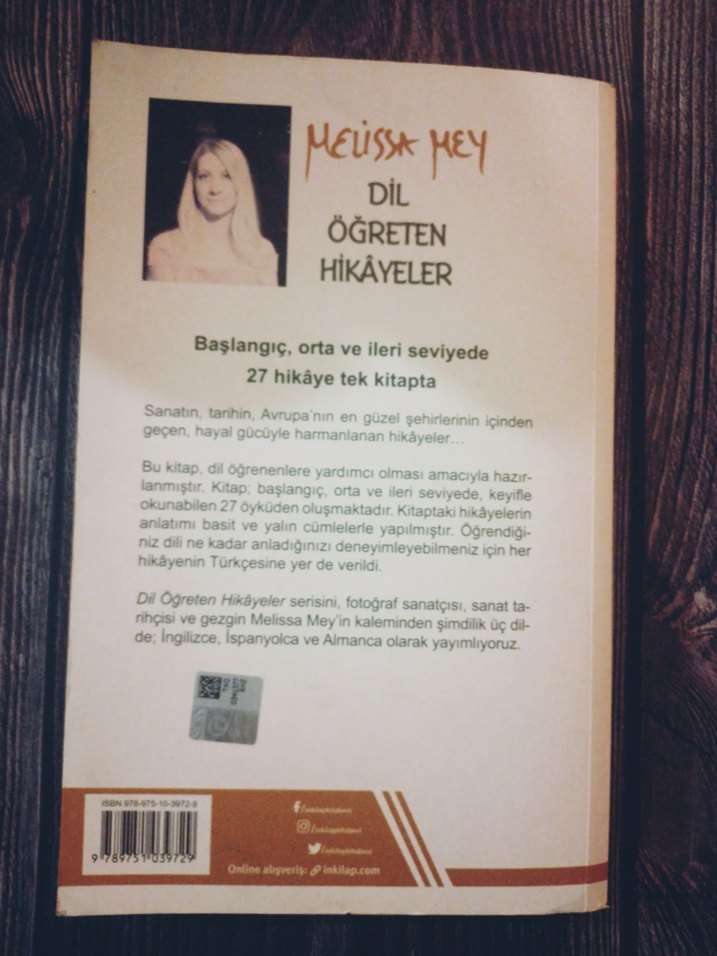 MELİSSA MEY
DİL
ÖĞRETEN
HİKÂYELER
Başlangıç, orta ve ileri seviyede
27 hikâye tek kitapta
Sanatın, tarihin, Avrupa'nın en güzel şehirlerinin içinden
geçen, hayal gücüyle harmanlanan hikâyeler...
Bu kitap, dil öğrenenlere yardımcı olması amacıyla hazır-
lanmıştır. Kitap; başlangıç, orta ve ileri seviyede, keyifle
okunabilen 27 öyküden oluşmaktadır. Kitaptaki hikâyelerin
anlatımı basit ve yalın cümlelerle yapılmıştır. Öğrendiği-
niz dili ne kadar anladığınızı deneyimleyebilmeniz için her
hikâyenin Türkçesine yer de verildi.
Dil Öğreten Hikâyeler serisini, fotoğraf sanatçısı, sanat ta-
rihçisi ve gezgin Melissa Mey'in kaleminden şimdilik üç dil-
de; İngilizce, İspanyolca ve Almanca olarak yayımlıyoruz.
ISBN 978-975-10-3972-9
9 789751 039729
/inkilapkitabevi
/inkilapkitabevi
/inkilapkitabevi
Online alışveriş: inkilap.com